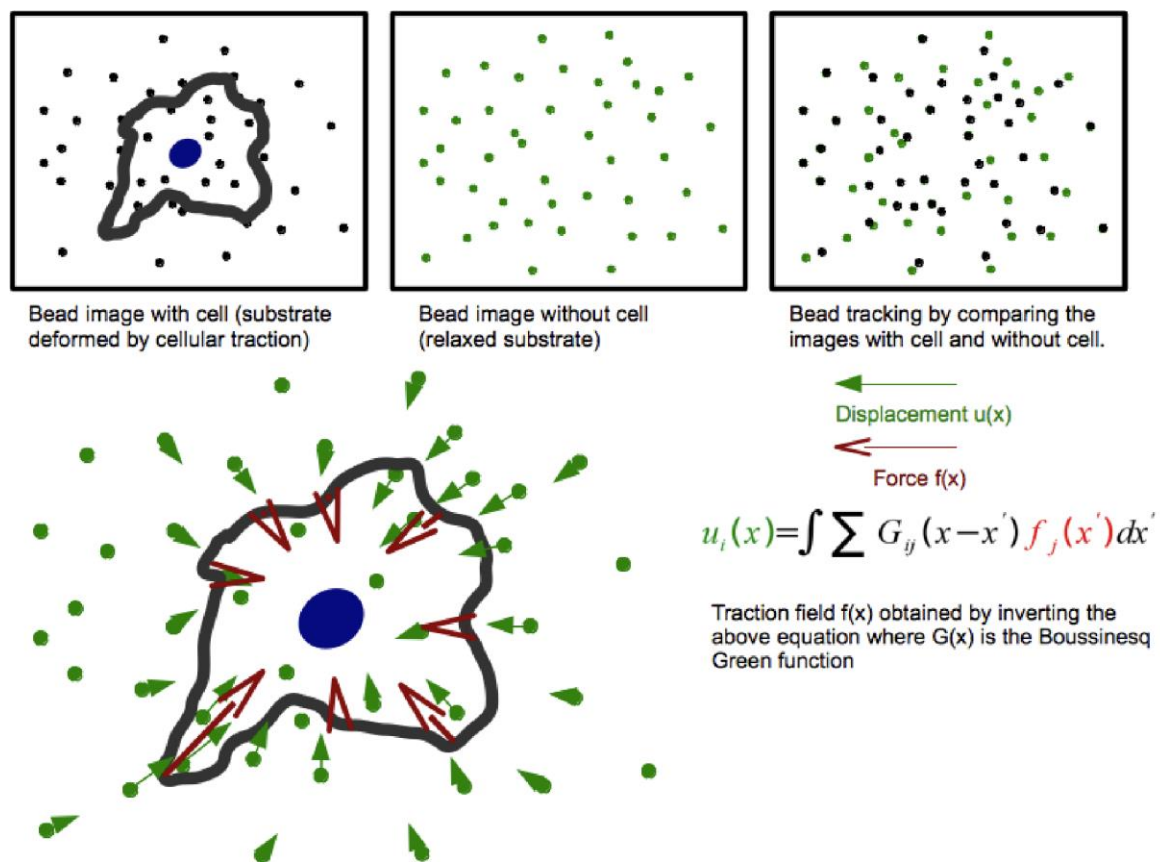 Bead image with cell (substrate
deformed by cellular traction)
Bead image without cell
(relaxed substrate)
Bead tracking by comparing the
images with cell and without cell.
Displacement u(x)
Force f(x)
u_i(x)=∫ ∑ G_ij(x−x')f_j(x')dx'
Traction field f(x) obtained by inverting the
above equation where G(x) is the Boussinesq
Green function